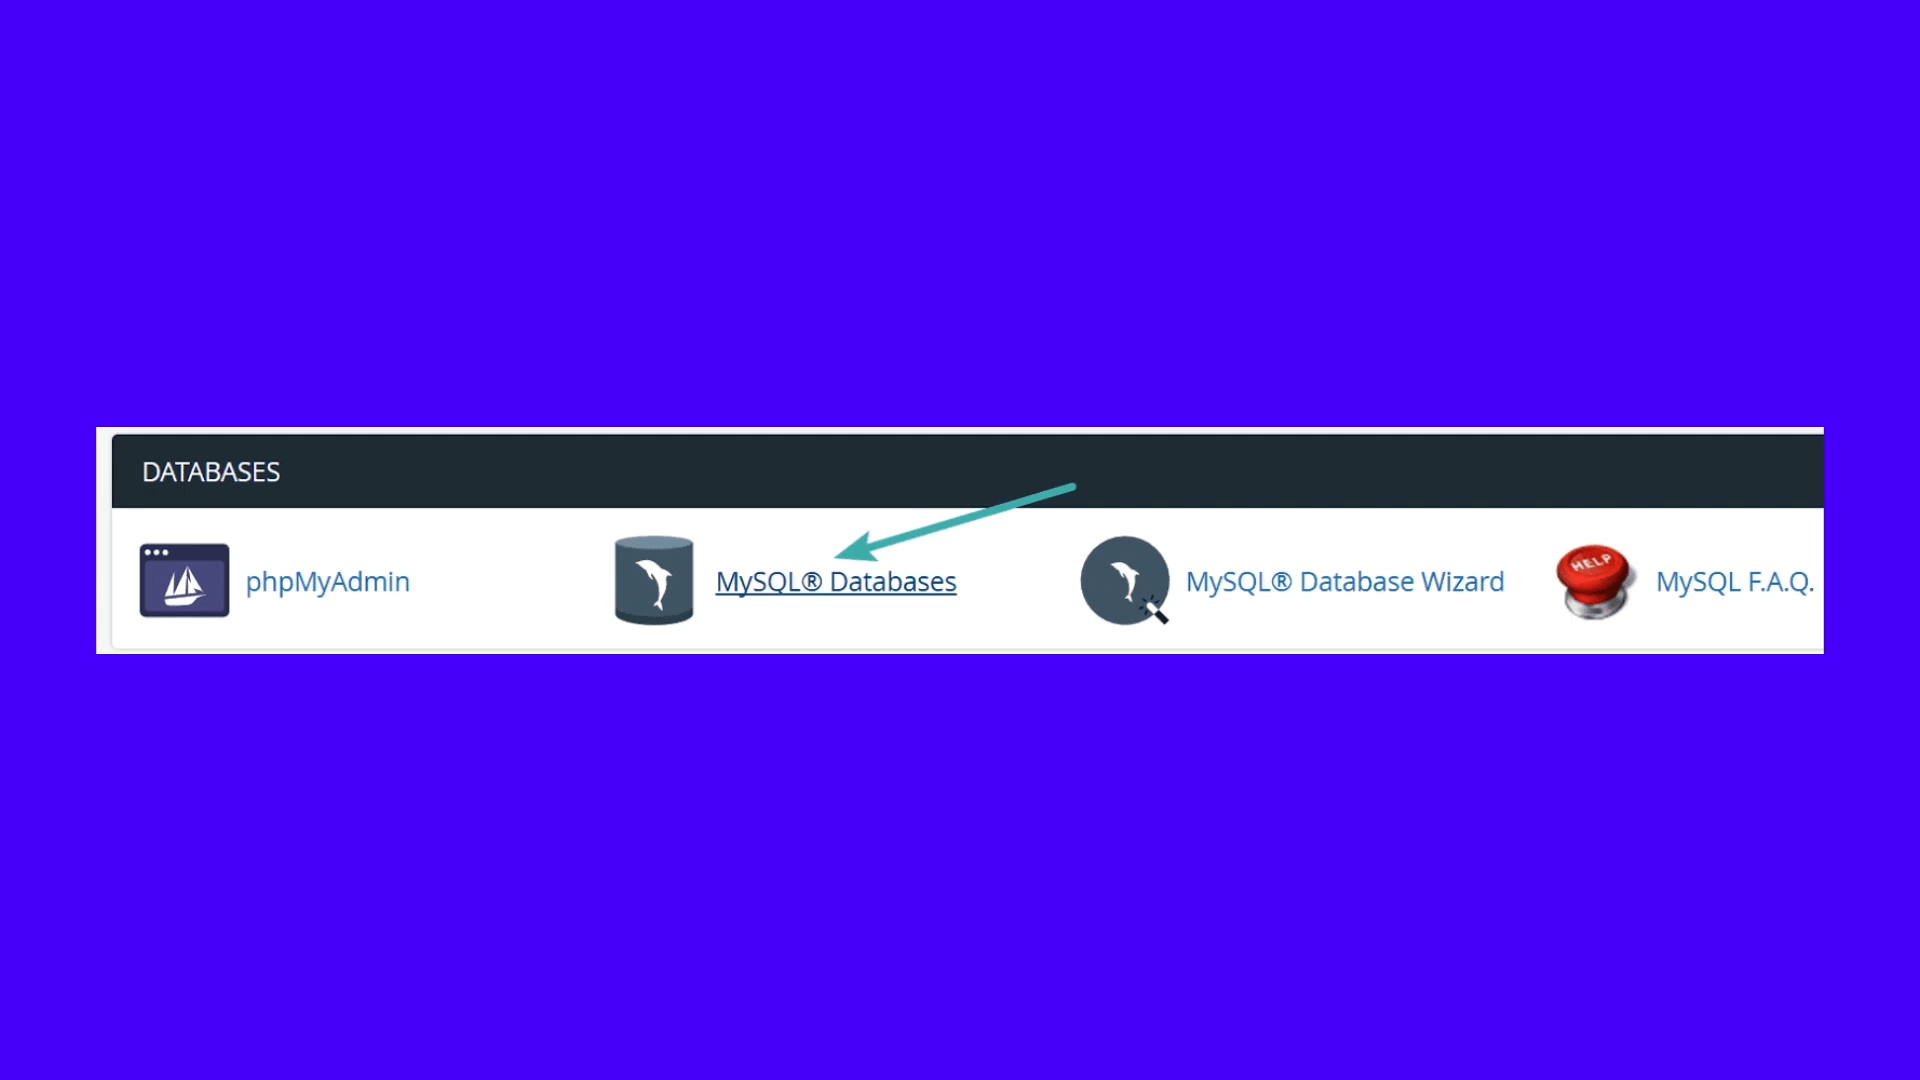 DATABASES
phpMyAdmin
MySQL® Databases
MySQL® Database Wizard
HELP
MySQL F.A.Q.